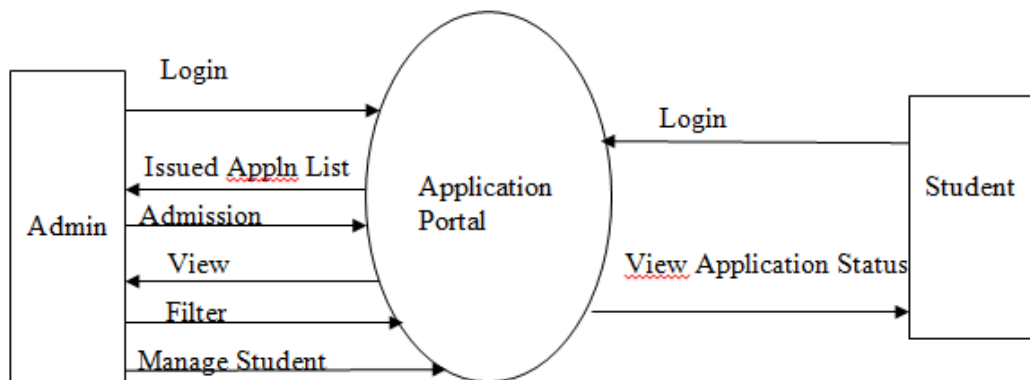 Login
Login
Issued Appln List
Application
Portal
Student
Admin
Admission
View
View Application Status
Filter
Manage Student